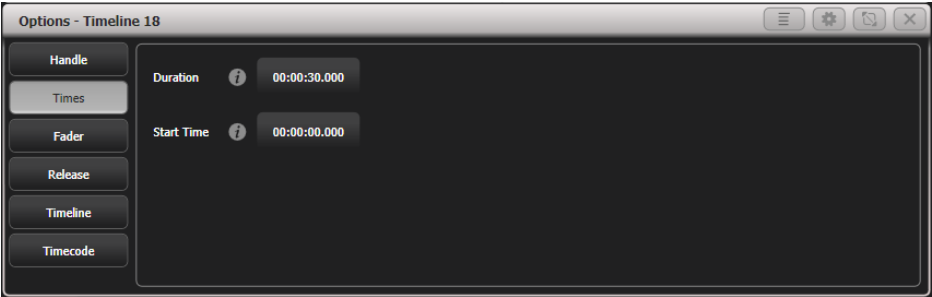 Options - Timeline 18
Handle
Times
Fader
Release
Timeline
Timecode
Duration i 00:00:30.000
Start Time i 00:00:00.000